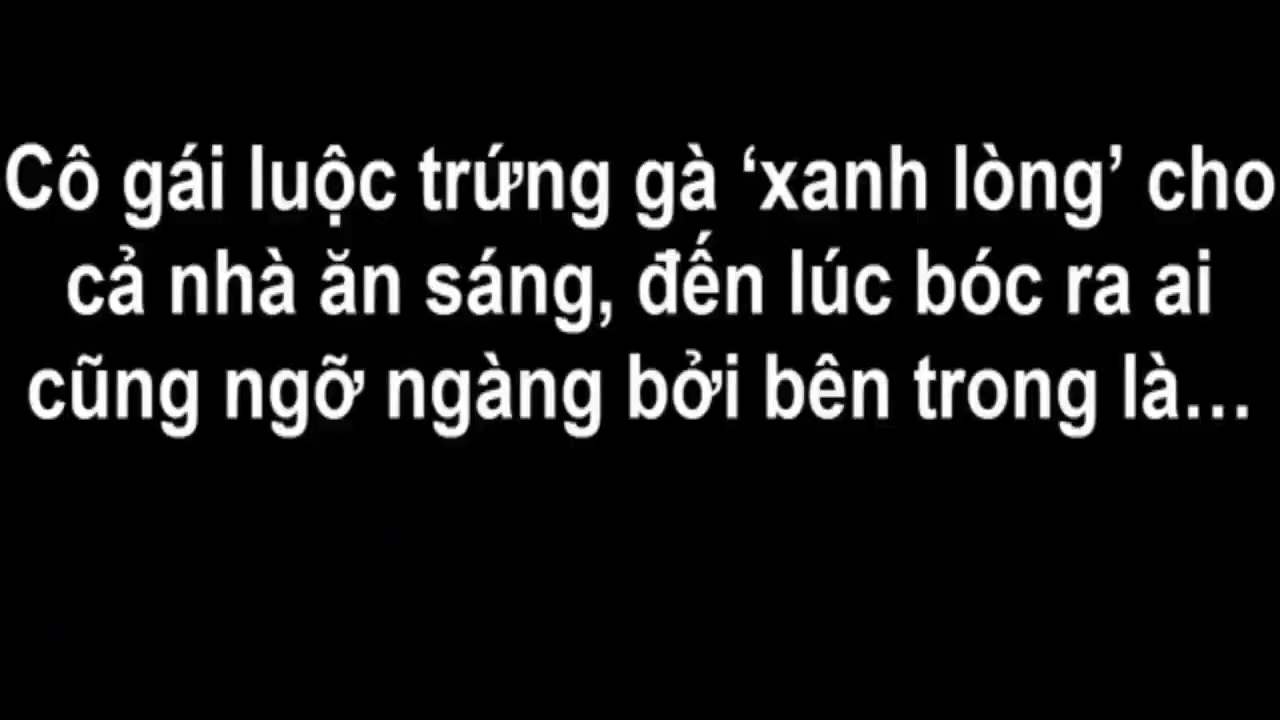 Cô gái luộc trứng gà ‘xanh lòng’ cho
cả nhà ăn sáng, đến lúc bóc ra ai
cũng ngỡ ngàng bởi bên trong là...